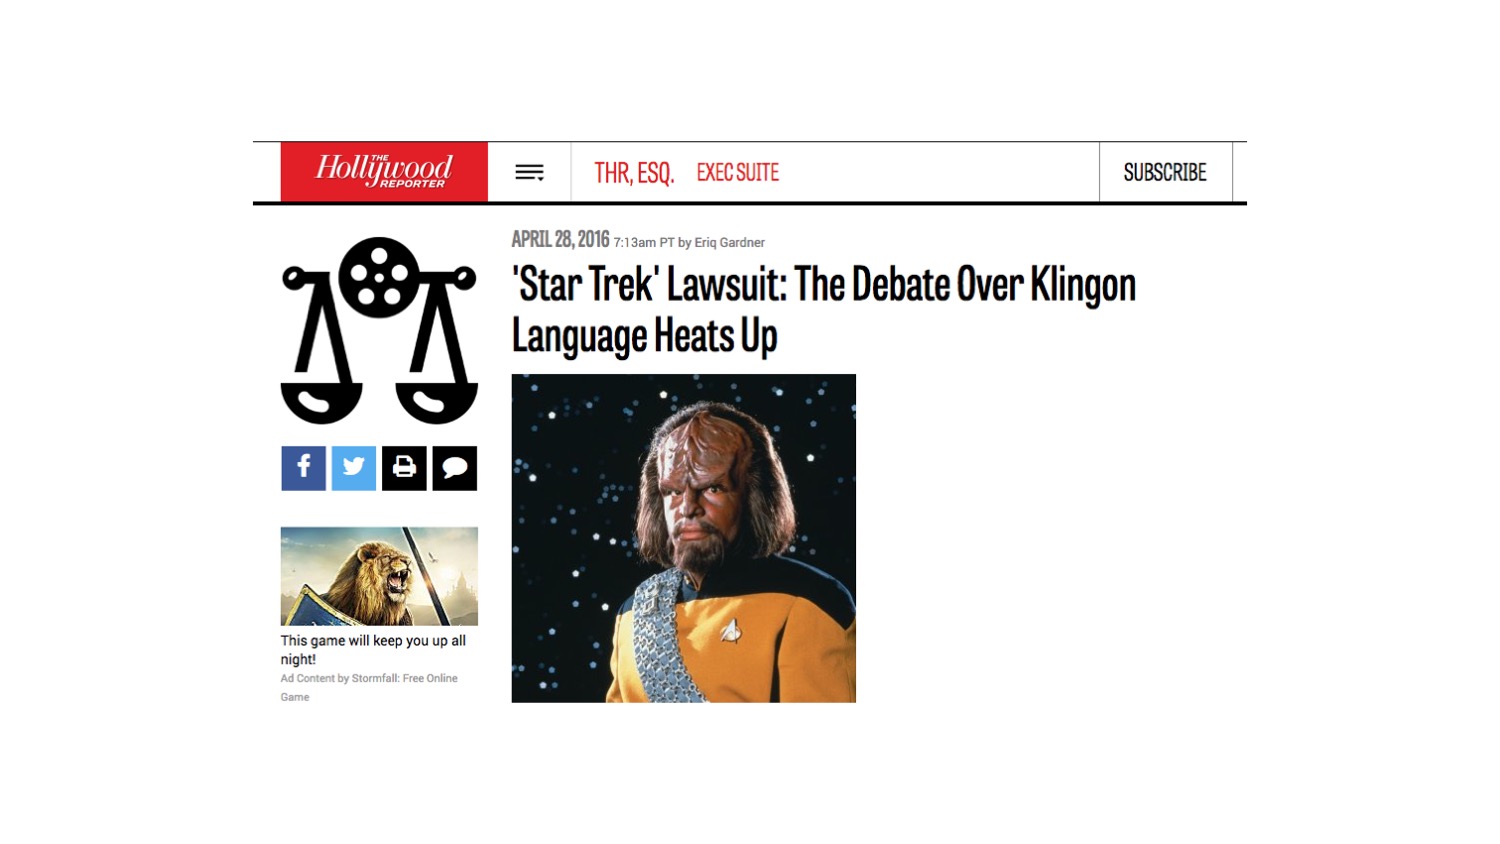 THE
Hollywood
REPORTER
THR, ESQ. EXEC SUITE
SUBSCRIBE
APRIL 28, 2016 7:13am PT by Eriq Gardner
'Star Trek' Lawsuit: The Debate Over Klingon
Language Heats Up
This game will keep you up all
night!
Ad Content by Stormfall: Free Online
Game